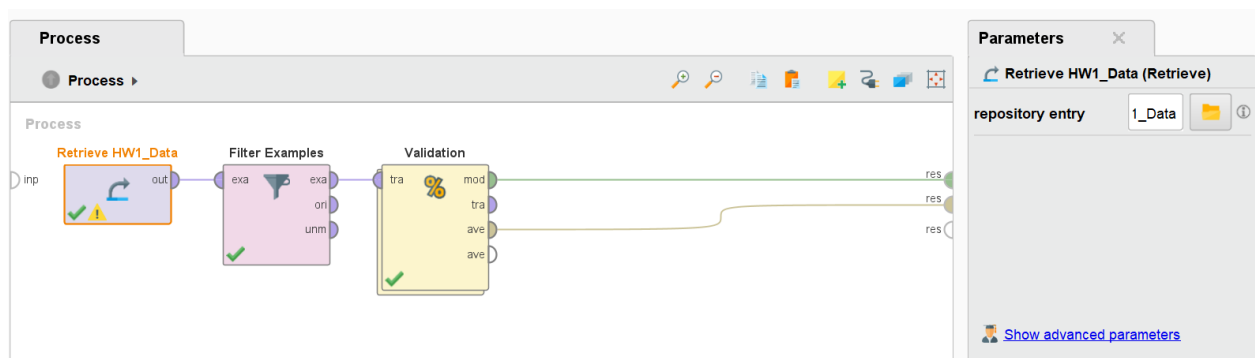 Process
Process
Process
Retrieve HW1_Data
Filter Examples
Validation
inp
out
exa
exa
ori
unm
tra
mod
tra
ave
ave
res
res
res
Parameters
Retrieve HW1_Data (Retrieve)
repository entry
1_Data
Show advanced parameters